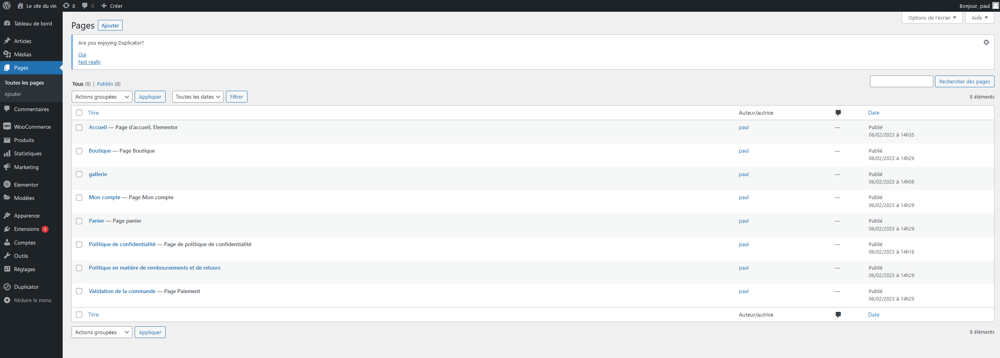 Le site du vin 8 0 Créer Bonjour, paul
Tableau de bord
Articles
Médias
Pages
Toutes les pages
Ajouter
Commentaires
WooCommerce
Produits
Statistiques
Marketing
Elementor
Modèles
Apparence
Extensions 5
Comptes
Outils
Réglages
Duplicator
Réduire le menu
Options de l'écran Aide
Pages Ajouter
Are you enjoying Duplicator?
Oui
Not really
Tous (8) | Publiés (8) Rechercher des pages
Actions groupées Appliquer Toutes les dates Filtrer 8 éléments
Titre Auteur/autrice Date
Accueil — Page d’accueil, Elementor paul — Publié
06/02/2023 à 14h35
Boutique — Page Boutique paul — Publié
06/02/2023 à 14h29
gallerie paul — Publié
06/02/2023 à 14h56
Mon compte — Page Mon compte paul — Publié
06/02/2023 à 14h29
Panier — Page panier paul — Publié
06/02/2023 à 14h29
Politique de confidentialité — Page de politique de confidentialité paul — Publié
06/02/2023 à 14h16
Politique en matière de remboursements et de retours paul — Publié
06/02/2023 à 14h29
Validation de la commande — Page Paiement paul — Publié
06/02/2023 à 14h29
Titre Auteur/autrice Date
Actions groupées Appliquer 8 éléments